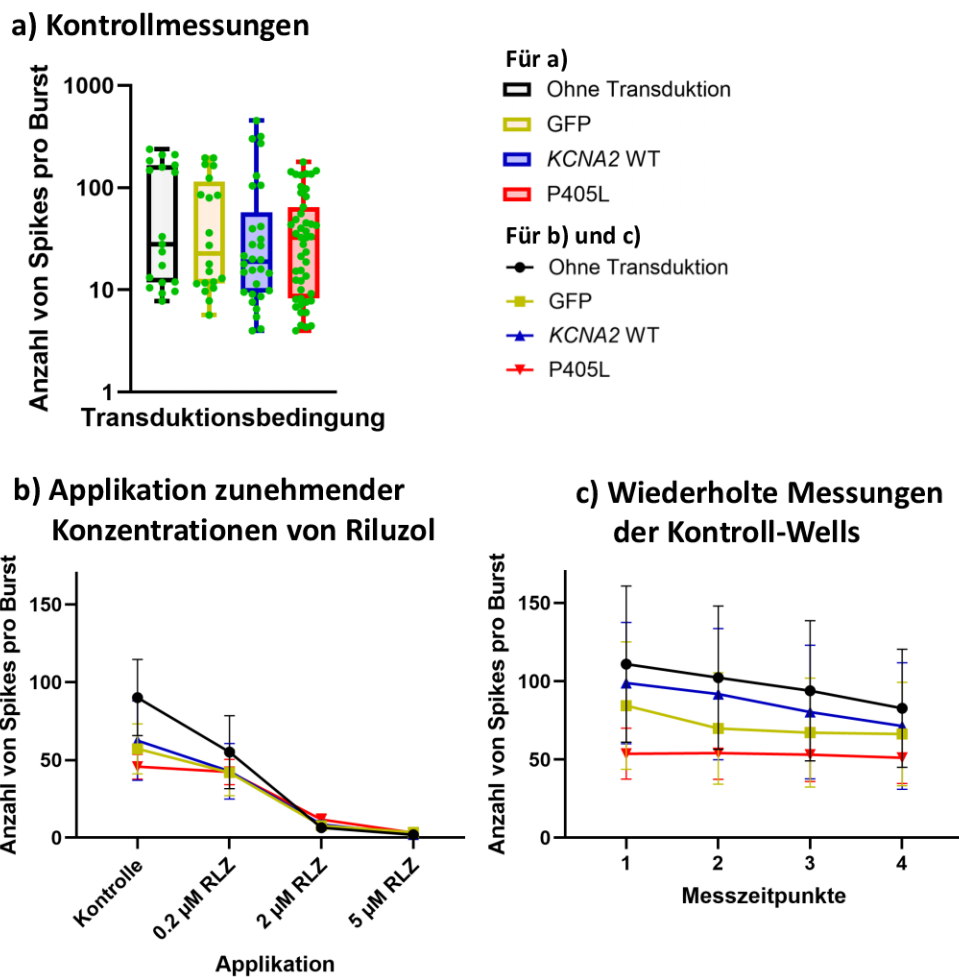 a) Kontrollmessungen
Anzahl von Spikes pro Burst
1000
100
10
1
Transduktionsbedingung
Für a)
Ohne Transduktion
GFP
KCNA2 WT
P405L
Für b) und c)
Ohne Transduktion
GFP
KCNA2 WT
P405L
b) Applikation zunehmender
Konzentrationen von Riluzol
Anzahl von Spikes pro Burst
150
100
50
0
Kontrolle
0.2 µM RLZ
2 µM RLZ
5 µM RLZ
Applikation
c) Wiederholte Messungen
der Kontroll-Wells
Anzahl von Spikes pro Burst
150
100
50
0
1 2 3 4
Messzeitpunkte